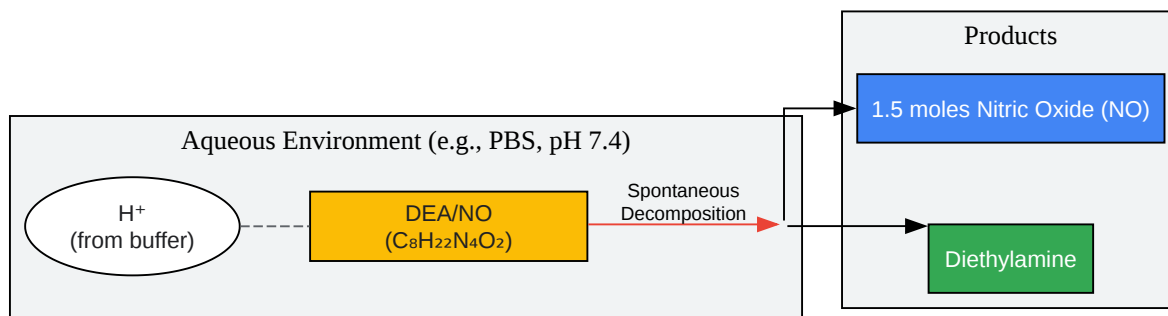 Products
1.5 moles Nitric Oxide (NO)
Aqueous Environment (e.g., PBS, pH 7.4)
H⁺
(from buffer)
DEA/NO
(C₈H₂₂N₄O₂)
Spontaneous
Decomposition
Diethylamine